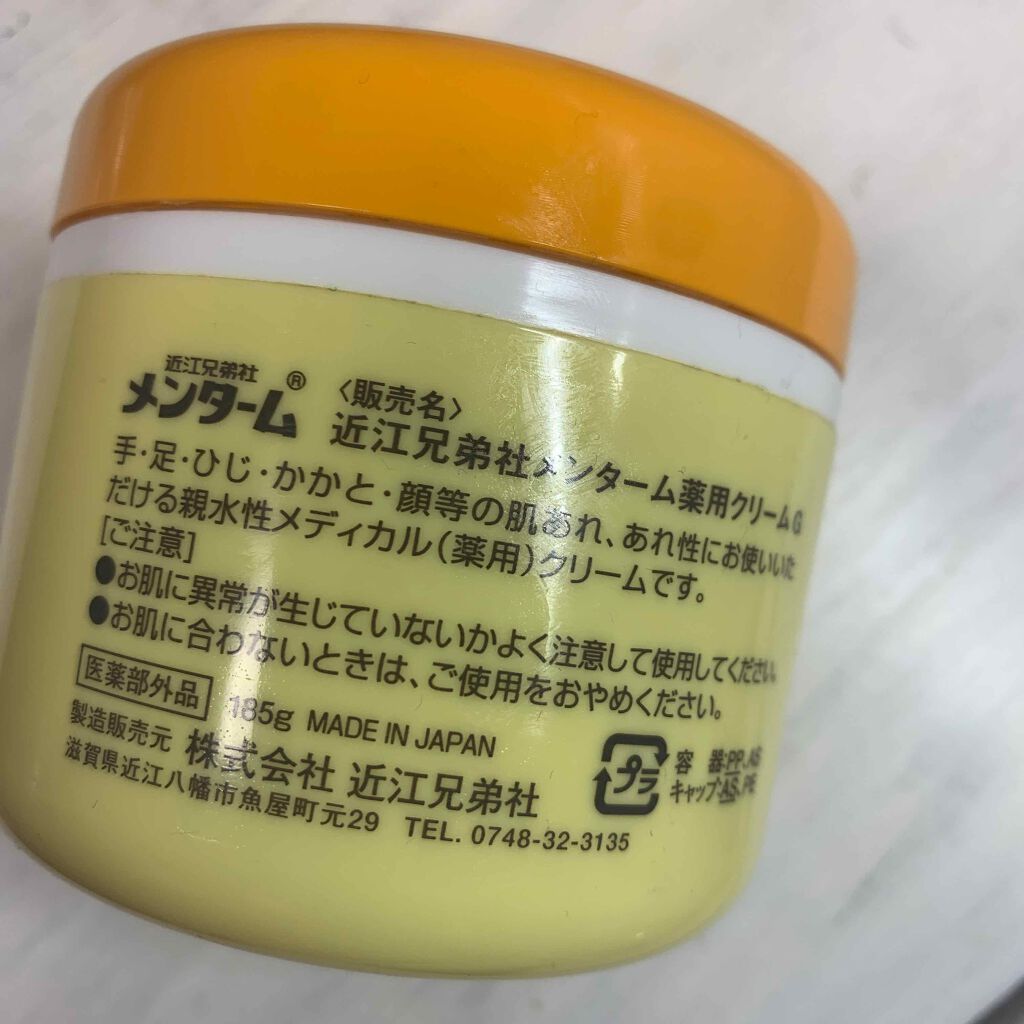 近江兄弟社
メンターム®
〈販売名〉
近江兄弟社メンターム薬用クリームG
手・足・ひじ・かかと・顔等の肌あれ、あれ性にお使いいた
だける親水性メディカル(薬用)クリームです。
[ご注意]
●お肌に異常が生じていないかよく注意して使用してください。
●お肌に合わないときは、ご使用をおやめください。
医薬部外品 185g MADE IN JAPAN
製造販売元 株式会社 近江兄弟社
滋賀県近江八幡市魚屋町元29 TEL. 0748-32-3135
プラ
容 器:PP、AS
キャップ:AS、PE